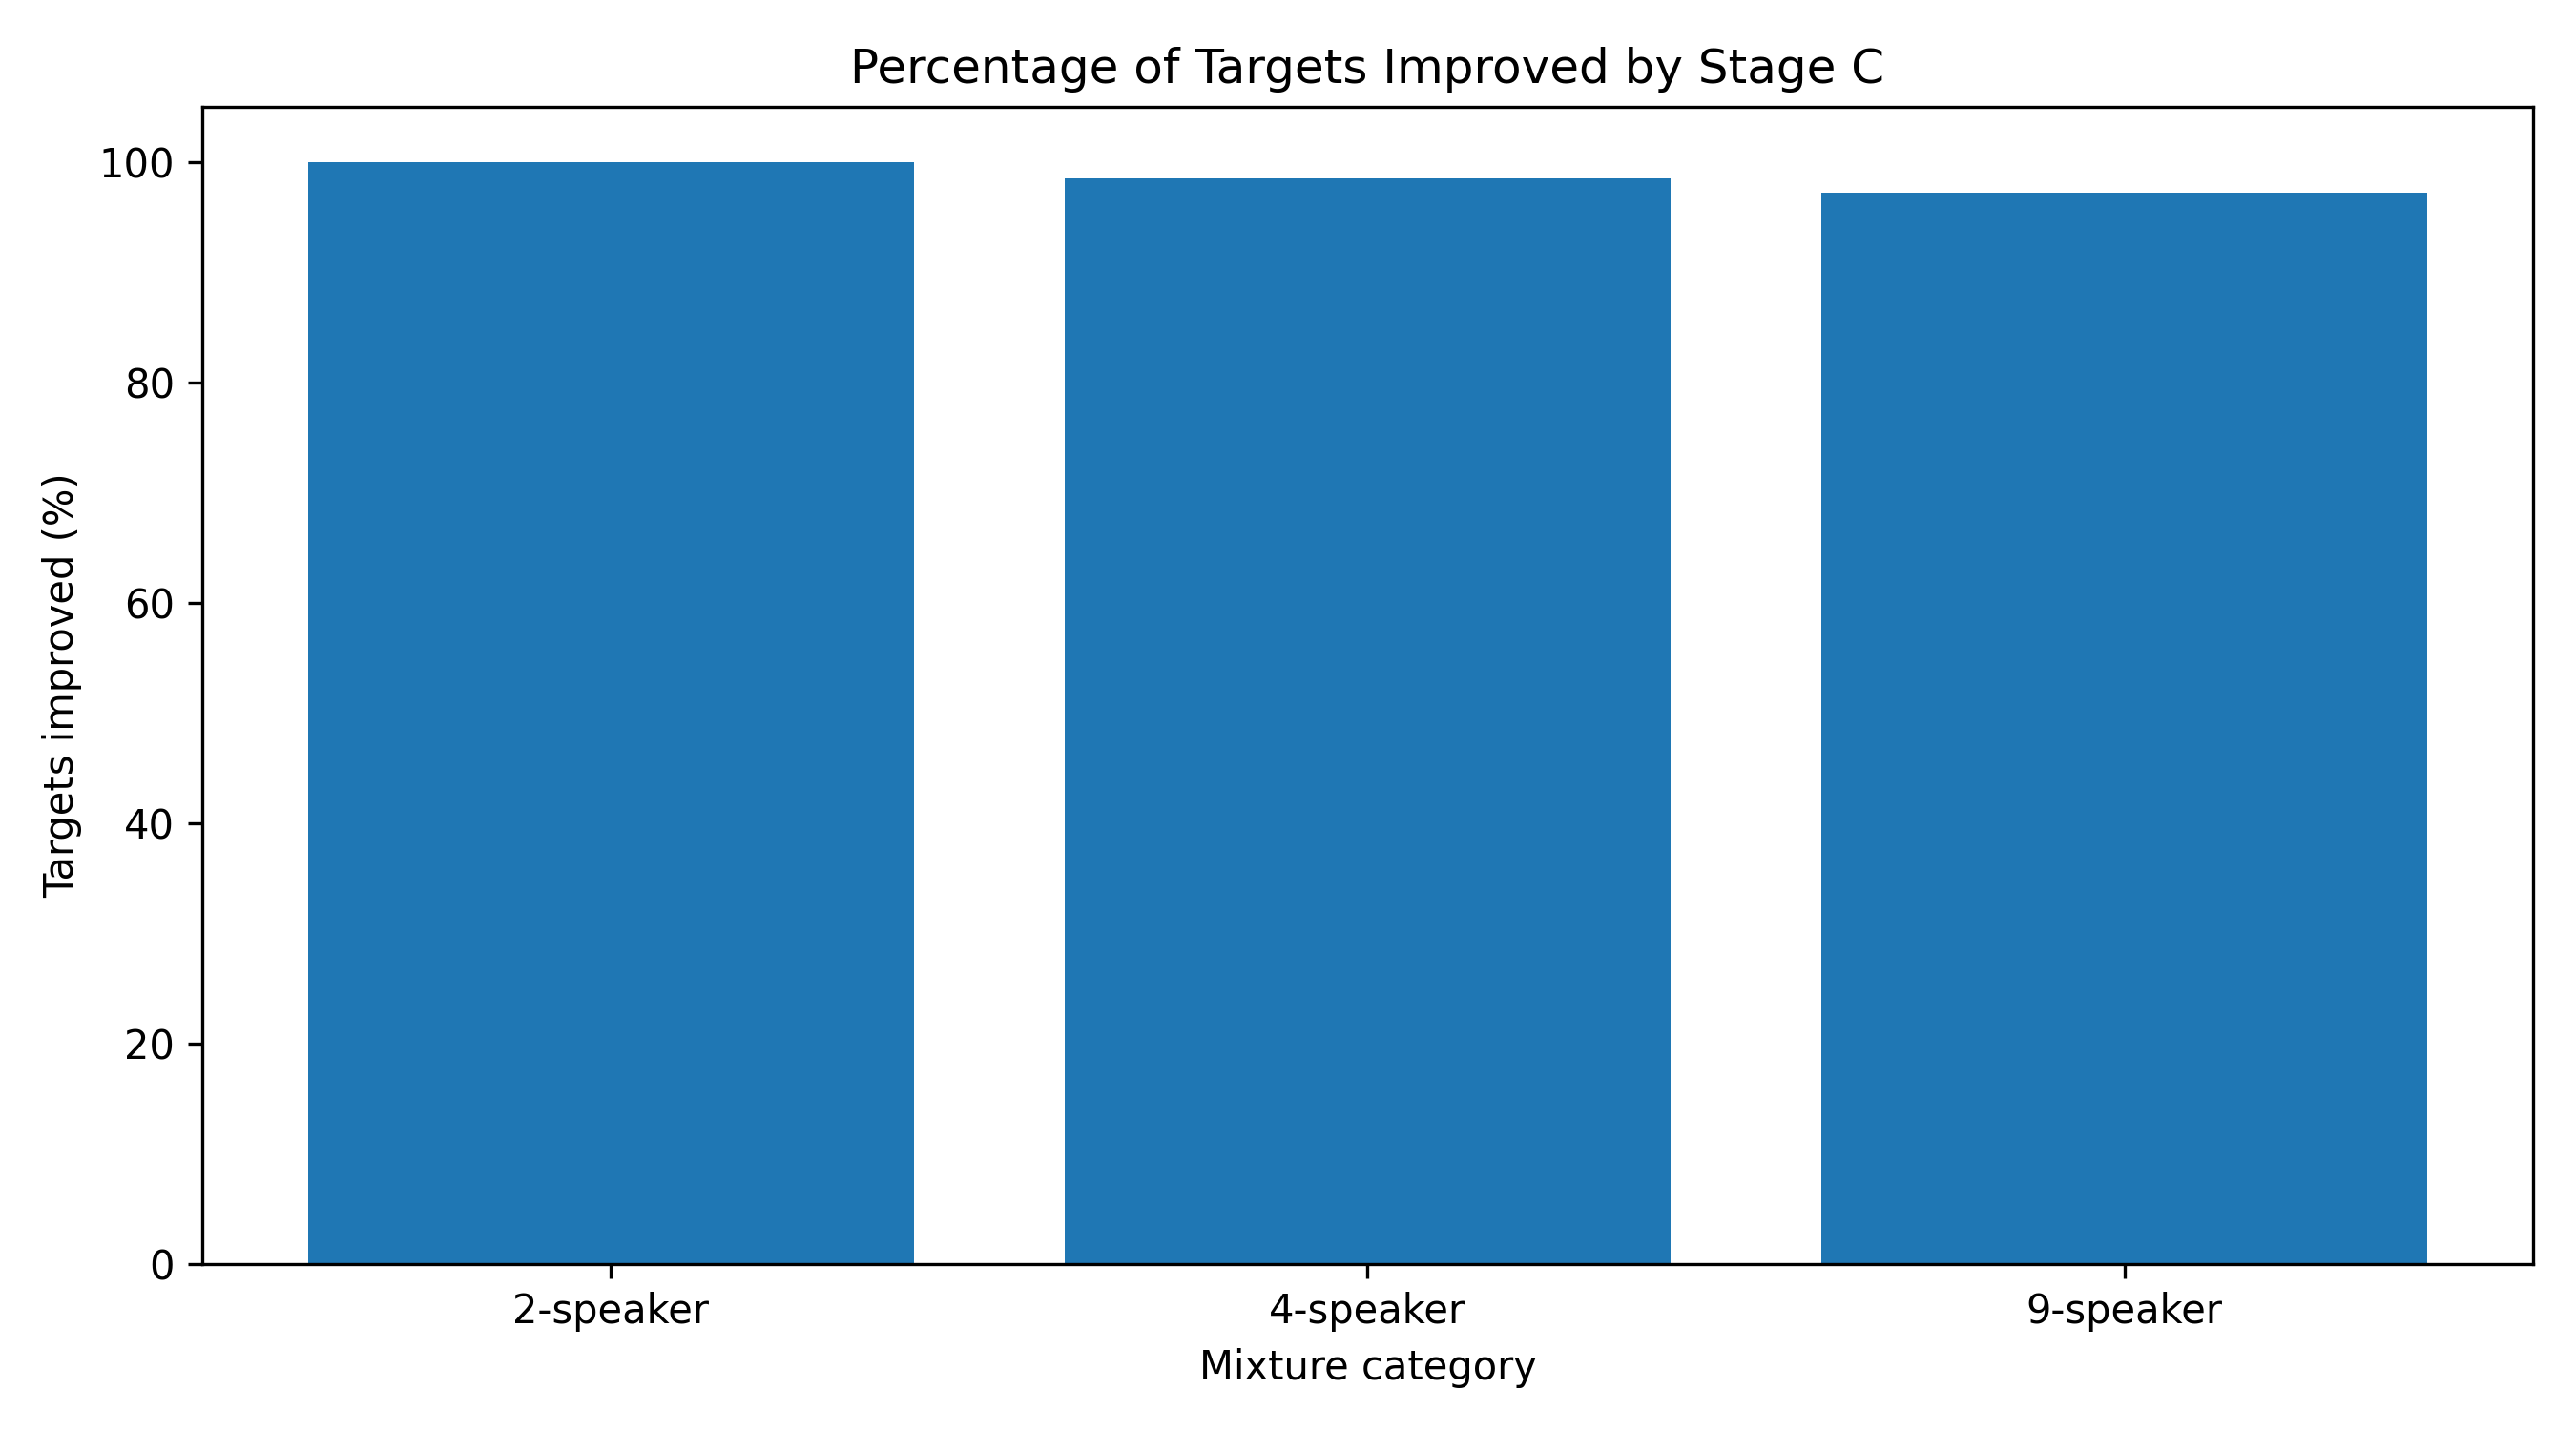 Percentage of Targets Improved by Stage C
Targets improved (%)
100
80
60
40
20
0
2-speaker
4-speaker
9-speaker
Mixture category